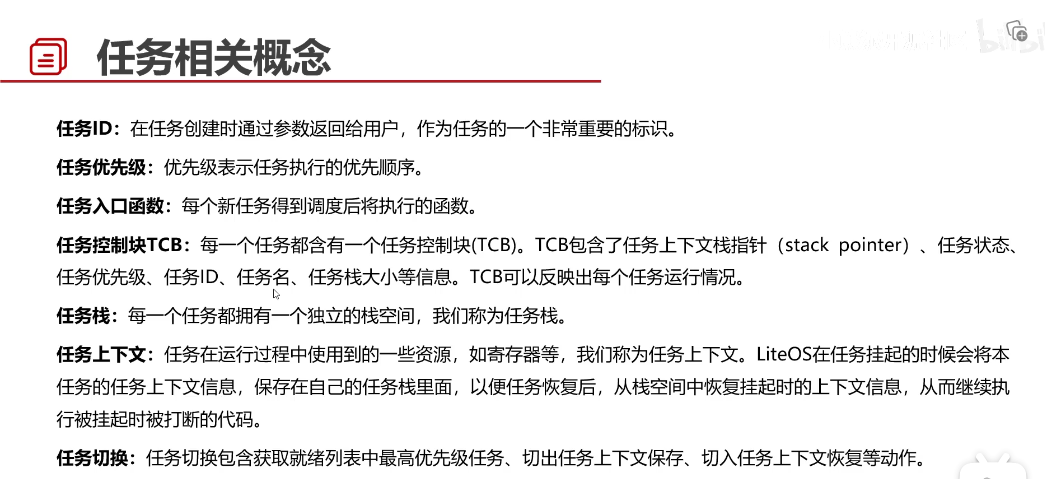 任务相关概念
任务ID：在任务创建时通过参数返回给用户，作为任务的一个非常重要的标识。
任务优先级：优先级表示任务执行的优先顺序。
任务入口函数：每个新任务得到调度后将执行的函数。
任务控制块TCB：每一个任务都含有一个任务控制块(TCB)。TCB包含了任务上下文栈指针（stack pointer）、任务状态、
任务优先级、任务ID、任务名、任务栈大小等信息。TCB可以反映出每个任务运行情况。
任务栈：每一个任务都拥有一个独立的栈空间，我们称为任务栈。
任务上下文：任务在运行过程中使用到的一些资源，如寄存器等，我们称为任务上下文。LiteOS在任务挂起的时候会将本
任务的任务上下文信息，保存在自己的任务栈里面，以便任务恢复后，从栈空间中恢复挂起时的上下文信息，从而继续执
行被挂起时被打断的代码。
任务切换：任务切换包含获取就绪列表中最高优先级任务、切出任务上下文保存、切入任务上下文恢复等动作。